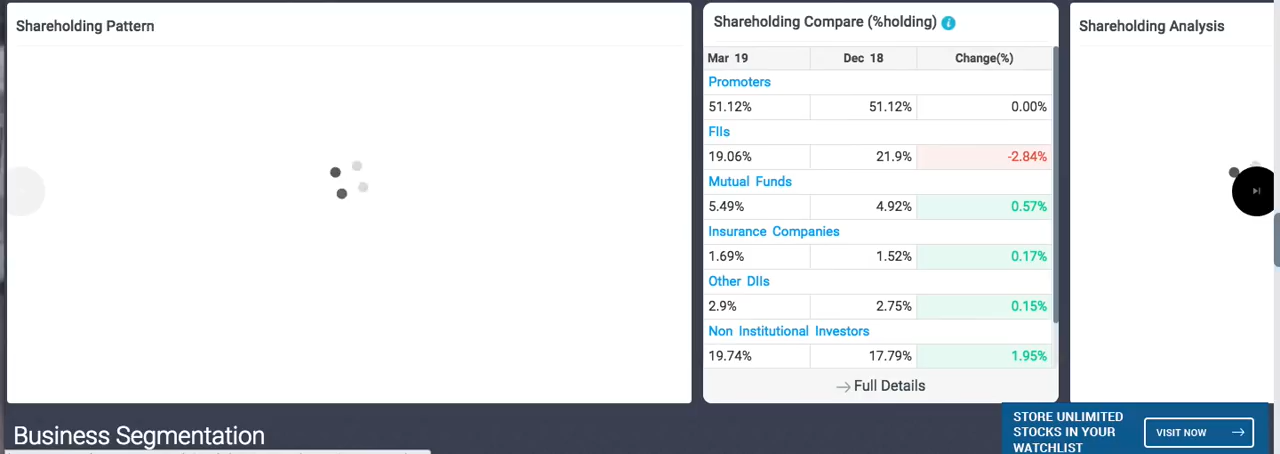 Shareholding Pattern
Shareholding Compare (%holding)
Mar 19 Dec 18 Change(%)
Promoters
51.12% 51.12% 0.00%
FIIs
19.06% 21.9% -2.84%
Mutual Funds
5.49% 4.92% 0.57%
Insurance Companies
1.69% 1.52% 0.17%
Other DIIs
2.9% 2.75% 0.15%
Non Institutional Investors
19.74% 17.79% 1.95%
Full Details
Shareholding Analysis
Business Segmentation
STORE UNLIMITED
STOCKS IN YOUR
WATCHLIST
VISIT NOW